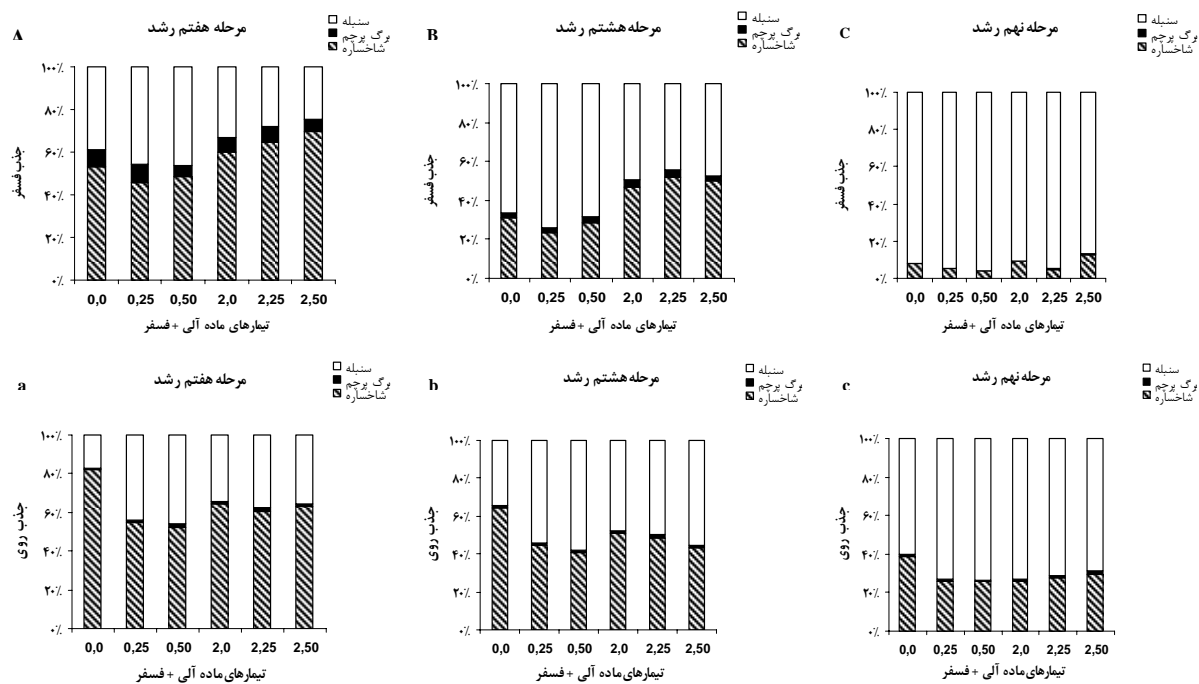 A
مرحله هفتم رشد
سنبله
برگ پرچم
شاخساره
۱۰۰٪
۸۰٪
۶۰٪
۴۰٪
۲۰٪
۰٪
جذب فسفر
0,0 0,25 0,50 2,0 2,25 2,50
تیمارهای ماده آلی + فسفر
B
مرحله هشتم رشد
سنبله
برگ پرچم
شاخساره
۱۰۰٪
۸۰٪
۶۰٪
۴۰٪
۲۰٪
۰٪
جذب فسفر
0,0 0,25 0,50 2,0 2,25 2,50
تیمارهای ماده آلی + فسفر
C
مرحله نهم رشد
سنبله
برگ پرچم
شاخساره
۱۰۰٪
۸۰٪
۶۰٪
۴۰٪
۲۰٪
۰٪
جذب فسفر
0,0 0,25 0,50 2,0 2,25 2,50
تیمارهای ماده آلی + فسفر
a
مرحله هفتم رشد
سنبله
برگ پرچم
شاخساره
۱۰۰٪
۸۰٪
۶۰٪
۴۰٪
۲۰٪
۰٪
جذب روی
0,0 0,25 0,50 2,0 2,25 2,50
تیمارهای ماده آلی + فسفر
b
مرحله هشتم رشد
سنبله
برگ پرچم
شاخساره
۱۰۰٪
۸۰٪
۶۰٪
۴۰٪
۲۰٪
۰٪
جذب روی
0,0 0,25 0,50 2,0 2,25 2,50
تیمارهای ماده آلی + فسفر
c
مرحله نهم رشد
سنبله
برگ پرچم
شاخساره
۱۰۰٪
۸۰٪
۶۰٪
۴۰٪
۲۰٪
۰٪
جذب روی
0,0 0,25 0,50 2,0 2,25 2,50
تیمارهای ماده آلی + فسفر